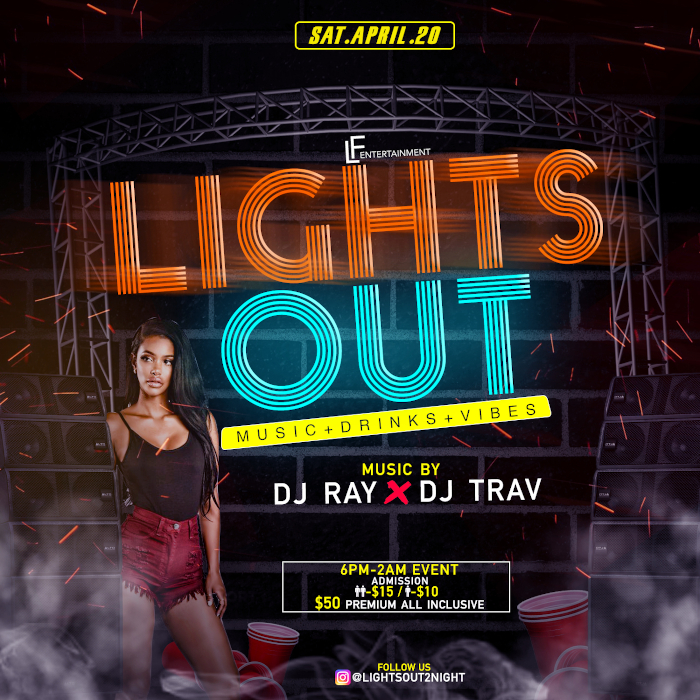 SAT.APRIL.20
LF ENTERTAINMENT
LIGHTS
OUT
MUSIC+DRINKS+VIBES
MUSIC BY
DJ RAY X DJ TRAV
6PM-2AM EVENT
ADMISSION
-$15 / -$10
$50 PREMIUM ALL INCLUSIVE
FOLLOW US
@LIGHTSOUT2NIGHT